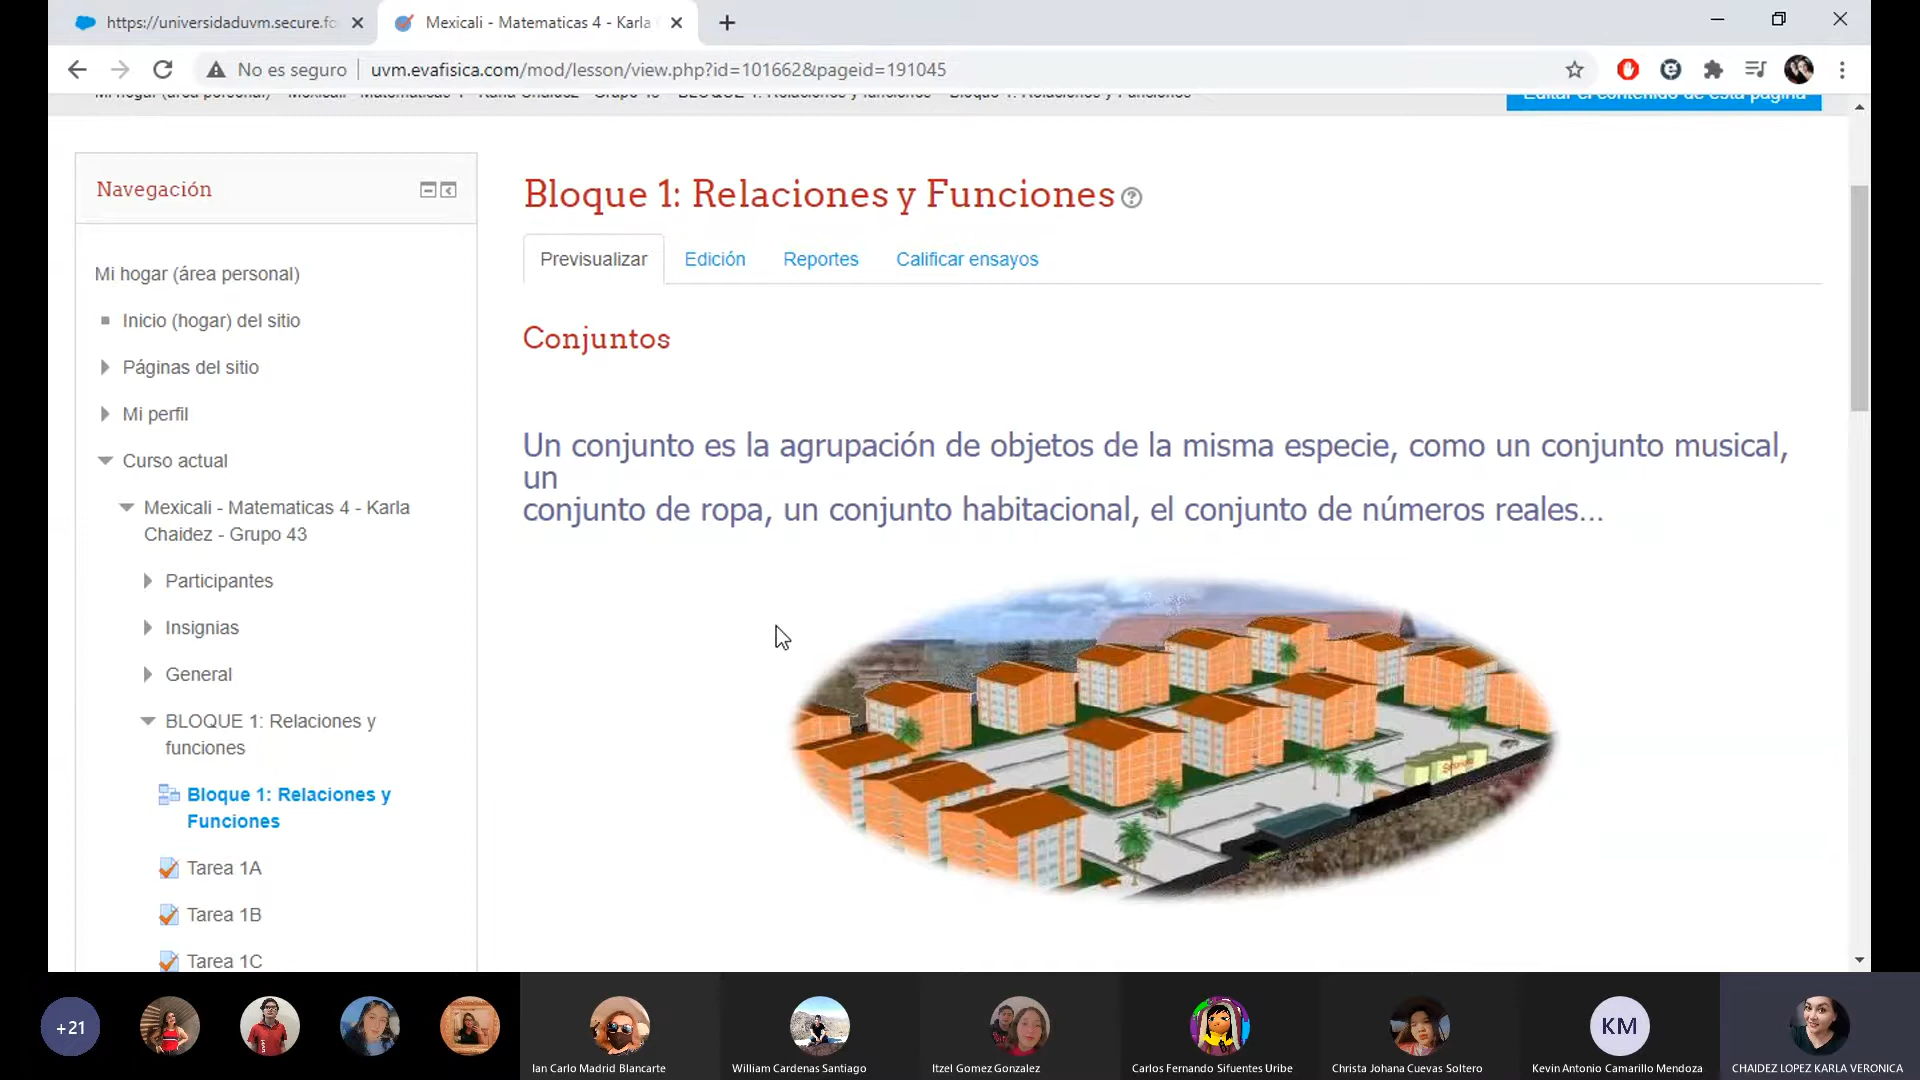 https://universidaduvm.secure.fo
Mexicali - Matematicas 4 - Karla
No es seguro
uvm.evafisica.com/mod/lesson/view.php?id=101662&pageid=191045
Editar el contenido de esta página
Navegación
Mi hogar (área personal)
Inicio (hogar) del sitio
Páginas del sitio
Mi perfil
Curso actual
Mexicali - Matematicas 4 - Karla
Chaidez - Grupo 43
Participantes
Insignias
General
BLOQUE 1: Relaciones y
funciones
Bloque 1: Relaciones y
Funciones
Tarea 1A
Tarea 1B
Tarea 1C
Bloque 1: Relaciones y Funciones
Previsualizar
Edición
Reportes
Calificar ensayos
Conjuntos
Un conjunto es la agrupación de objetos de la misma especie, como un conjunto musical,
un
conjunto de ropa, un conjunto habitacional, el conjunto de números reales...
+21
KM
Ian Carlo Madrid Blancarte
William Cardenas Santiago
Itzel Gomez Gonzalez
Carlos Fernando Sifuentes Uribe
Christa Johana Cuevas Soltero
Kevin Antonio Camarillo Mendoza
CHAIDEZ LOPEZ KARLA VERONICA